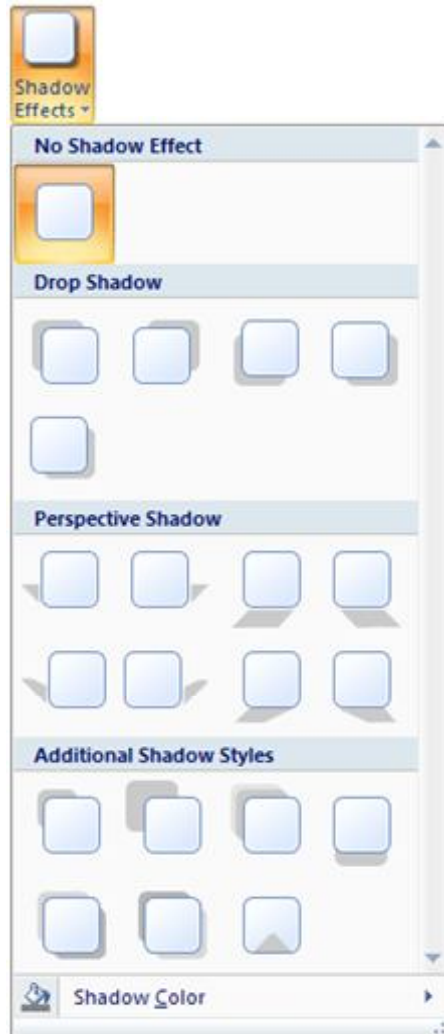 Shadow
Effects
No Shadow Effect
Drop Shadow
Perspective Shadow
Additional Shadow Styles
Shadow Color